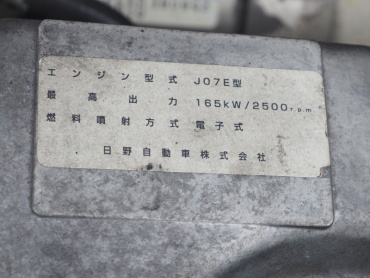 エンジン型式 J07E型
最高出力 165kW/2500r.p.m
燃料噴射方式 電子式
日野自動車株式会社